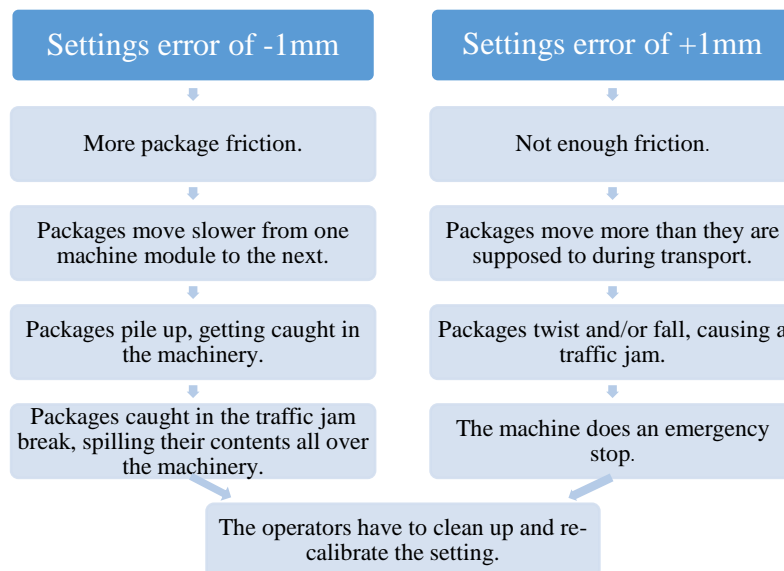 Settings error of -1mm
More package friction.
Packages move slower from one
machine module to the next.
Packages pile up, getting caught in
the machinery.
Packages caught in the traffic jam
break, spilling their contents all over
the machinery.
Settings error of +1mm
Not enough friction.
Packages move more than they are
supposed to during transport.
Packages twist and/or fall, causing a
traffic jam.
The machine does an emergency
stop.
The operators have to clean up and re-
calibrate the setting.